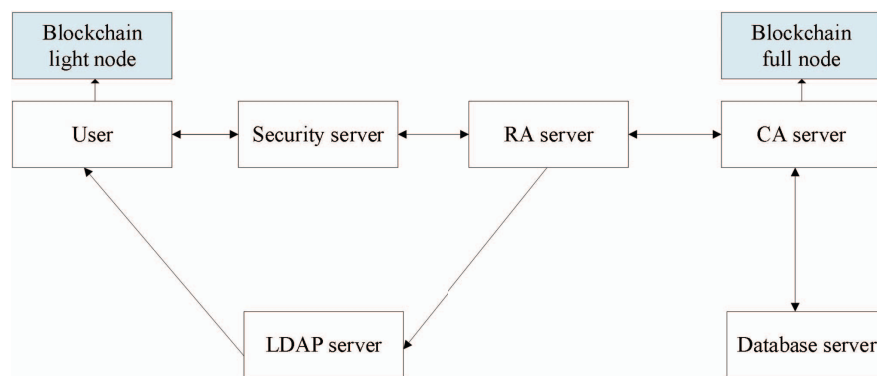 Blockchain
light node
Blockchain
full node
User
Security server
RA server
CA server
LDAP server
Database server